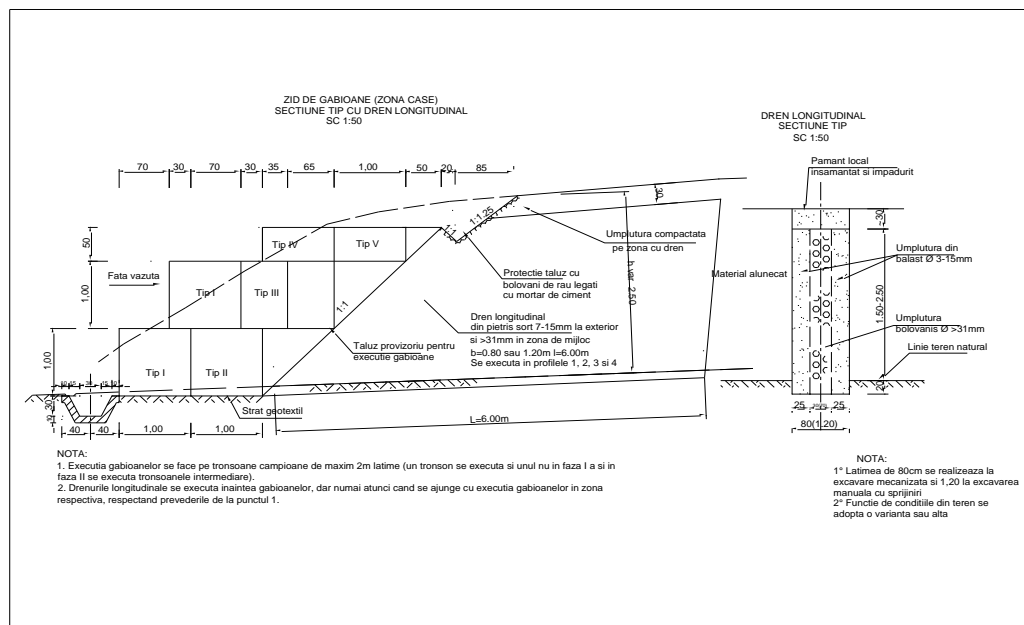 ZID DE GABIOANE (ZONA CASE)
SECTIUNE TIP CU DREN LONGITUDINAL
SC 1:50
70 30 70 30 35 65 1,00 50 20 85
30
1:1
1:1.25
50
Tip IV
Tip V
Umplutura compactata
pe zona cu dren
Fata vazuta
1,00
Tip I
Tip III
1:1
h var 2.50
Protectie taluz cu
bolovani de rau legati
cu mortar de ciment
Dren longitudinal
din pietris sort 7-15mm la exterior
si >31mm in zona de mijloc
b=0.80 sau 1.20m l=6.00m
Se executa in profilele 1, 2, 3 si 4
Taluz provizoriu pentru
executie gabioane
1,00
Tip I
Tip II
30
Strat geotextil
L=6.00m
40 40 1,00 1,00
NOTA:
1. Executia gabioanelor se face pe tronsoane campioane de maxim 2m latime (un tronson se executa si unul nu in faza I a si in
faza II se executa tronsoanele intermediare).
2. Drenurile longitudinale se executa inaintea gabioanelor, dar numai atunci cand se ajunge cu executia gabioanelor in zona
respectiva, respectand prevederile de la punctul 1.
DREN LONGITUDINAL
SECTIUNE TIP
SC 1:50
Pamant local
insamantat si impadurit
~30
Umplutura din
balast Ø 3-15mm
Material alunecat
1.50-2.50
Umplutura
bolovanis Ø >31mm
Linie teren natural
20
25 25
80(1.20)
NOTA:
1° Latimea de 80cm se realizeaza la
excavare mecanizata si 1,20 la excavarea
manuala cu sprijiniri
2° Functie de conditiile din teren se
adopta o varianta sau alta